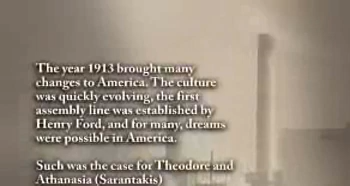 The year 1913 brought many
changes to America. The culture
was quickly evolving, the first
assembly line was established by
Henry Ford, and for many, dreams
were possible in America.
Such was the case for Theodore and
Athanasia (Sarantakis)